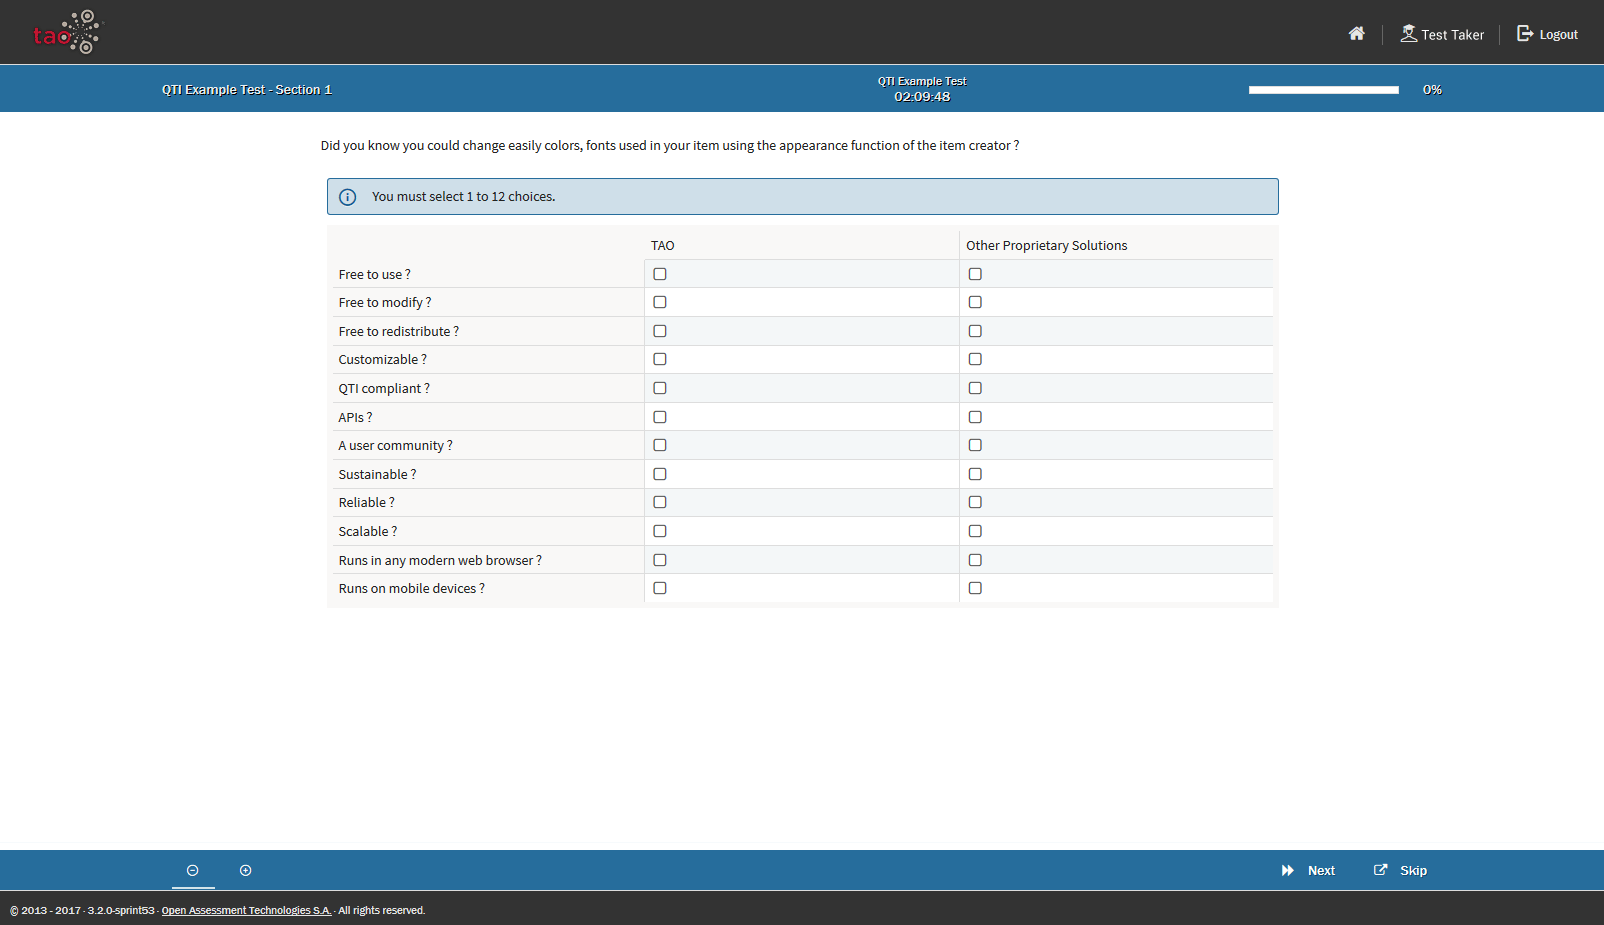 tao
Test Taker
Logout
QTI Example Test - Section 1
QTI Example Test
02:09:48
0%
Did you know you could change easily colors, fonts used in your item using the appearance function of the item creator ?
You must select 1 to 12 choices.
TAO Other Proprietary Solutions
Free to use ?
Free to modify ?
Free to redistribute ?
Customizable ?
QTI compliant ?
APIs ?
A user community ?
Sustainable ?
Reliable ?
Scalable ?
Runs in any modern web browser ?
Runs on mobile devices ?
Next
Skip
© 2013 - 2017 · 3.2.0-sprint53 · Open Assessment Technologies S.A. · All rights reserved.